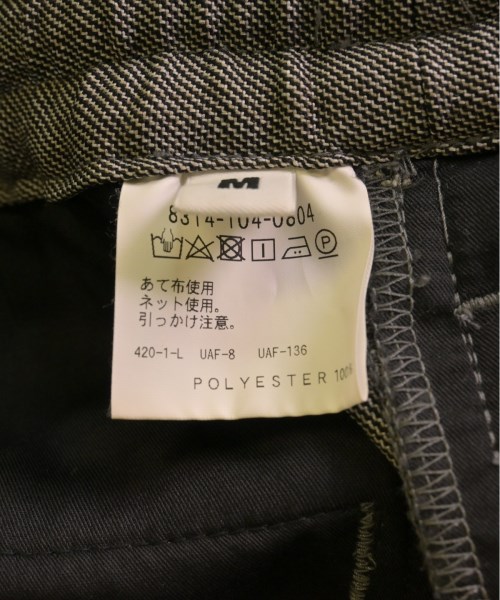 M
8314-104-0804
P
あて布使用
ネット使用。
引っかけ注意。
420-1-L UAF-8 UAF-136
POLYESTER 100%